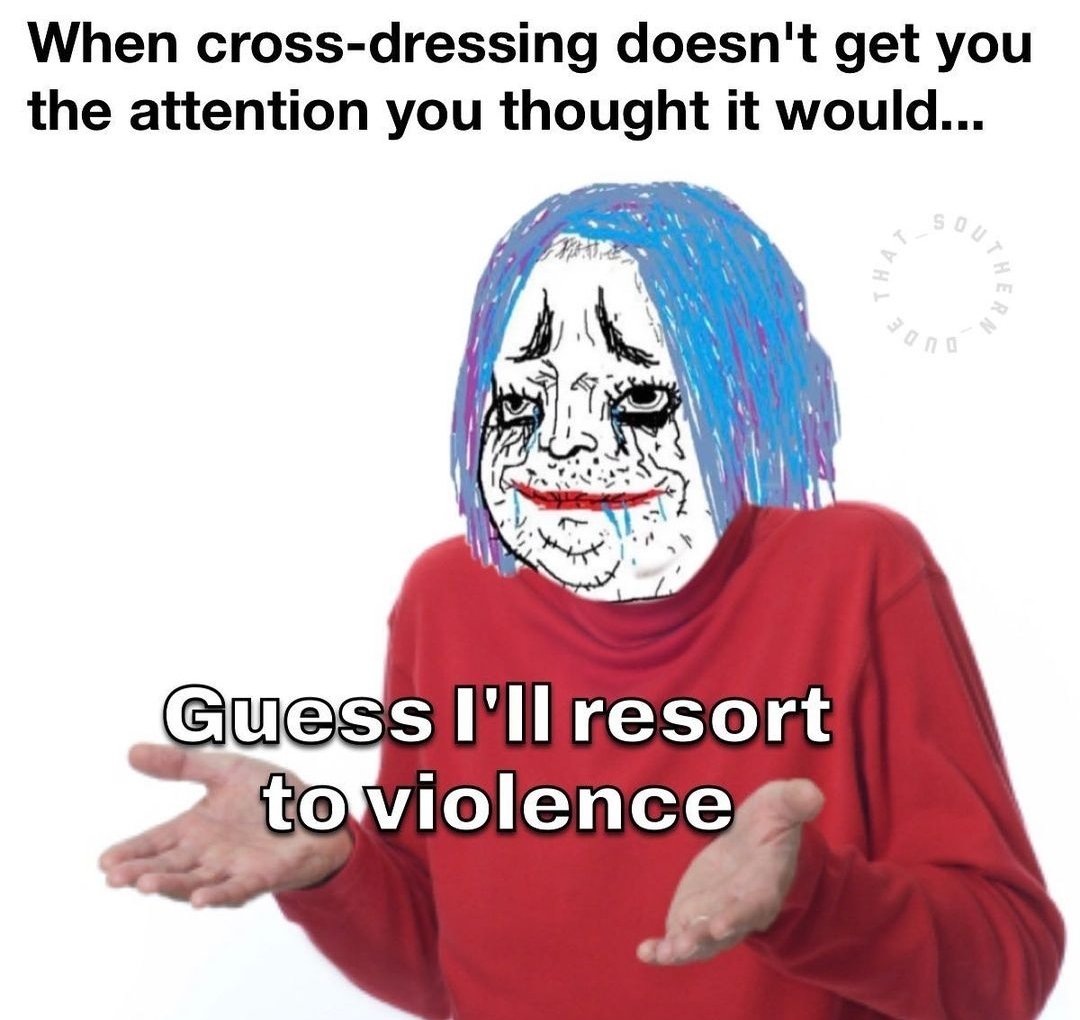 When cross-dressing doesn't get you
the attention you thought it would...
THAT_SOUTHERN_DUDE
Guess I'll resort
to violence